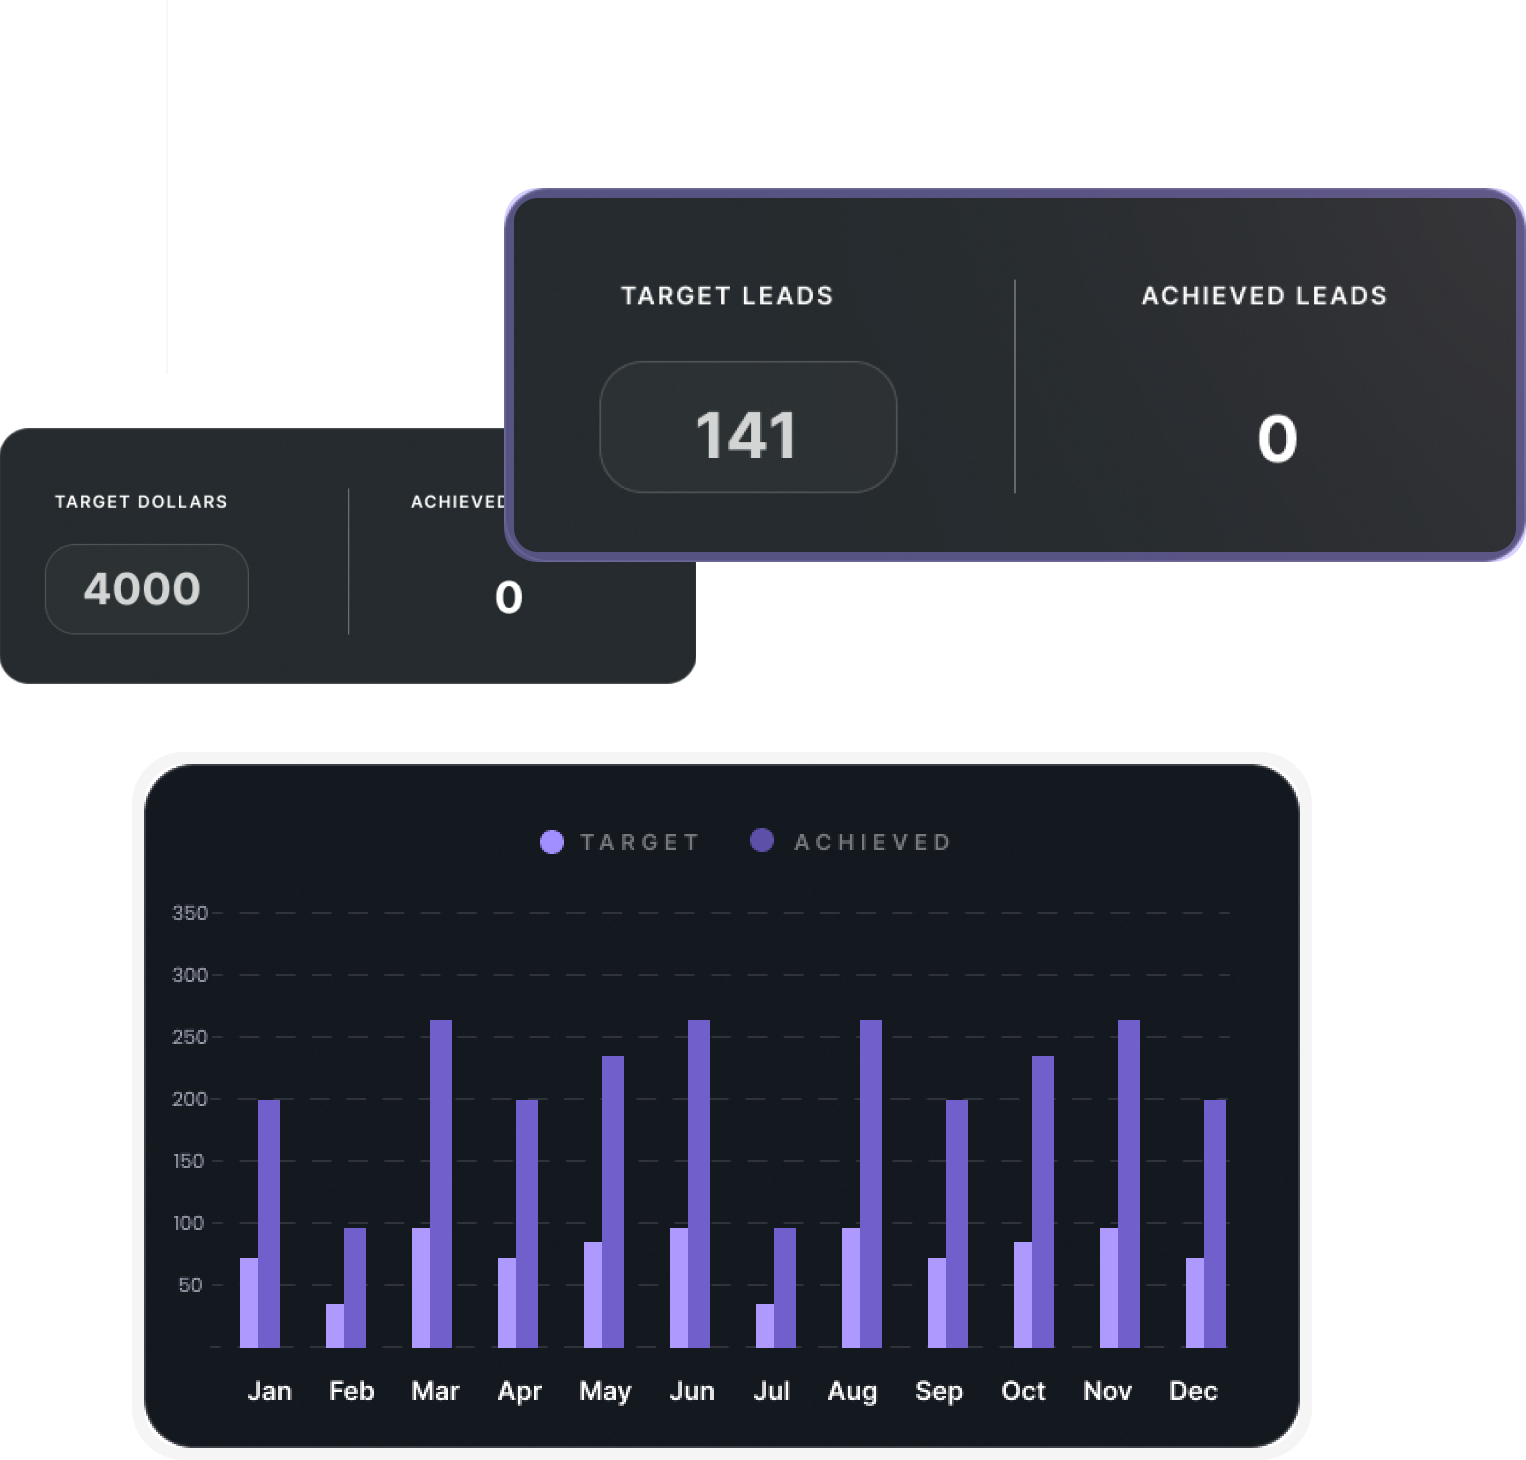 TARGET LEADS
ACHIEVED LEADS
141
0
TARGET DOLLARS
ACHIEVED
4000
0
TARGET
ACHIEVED
350
300
250
200
150
100
50
Jan Feb Mar Apr May Jun Jul Aug Sep Oct Nov Dec